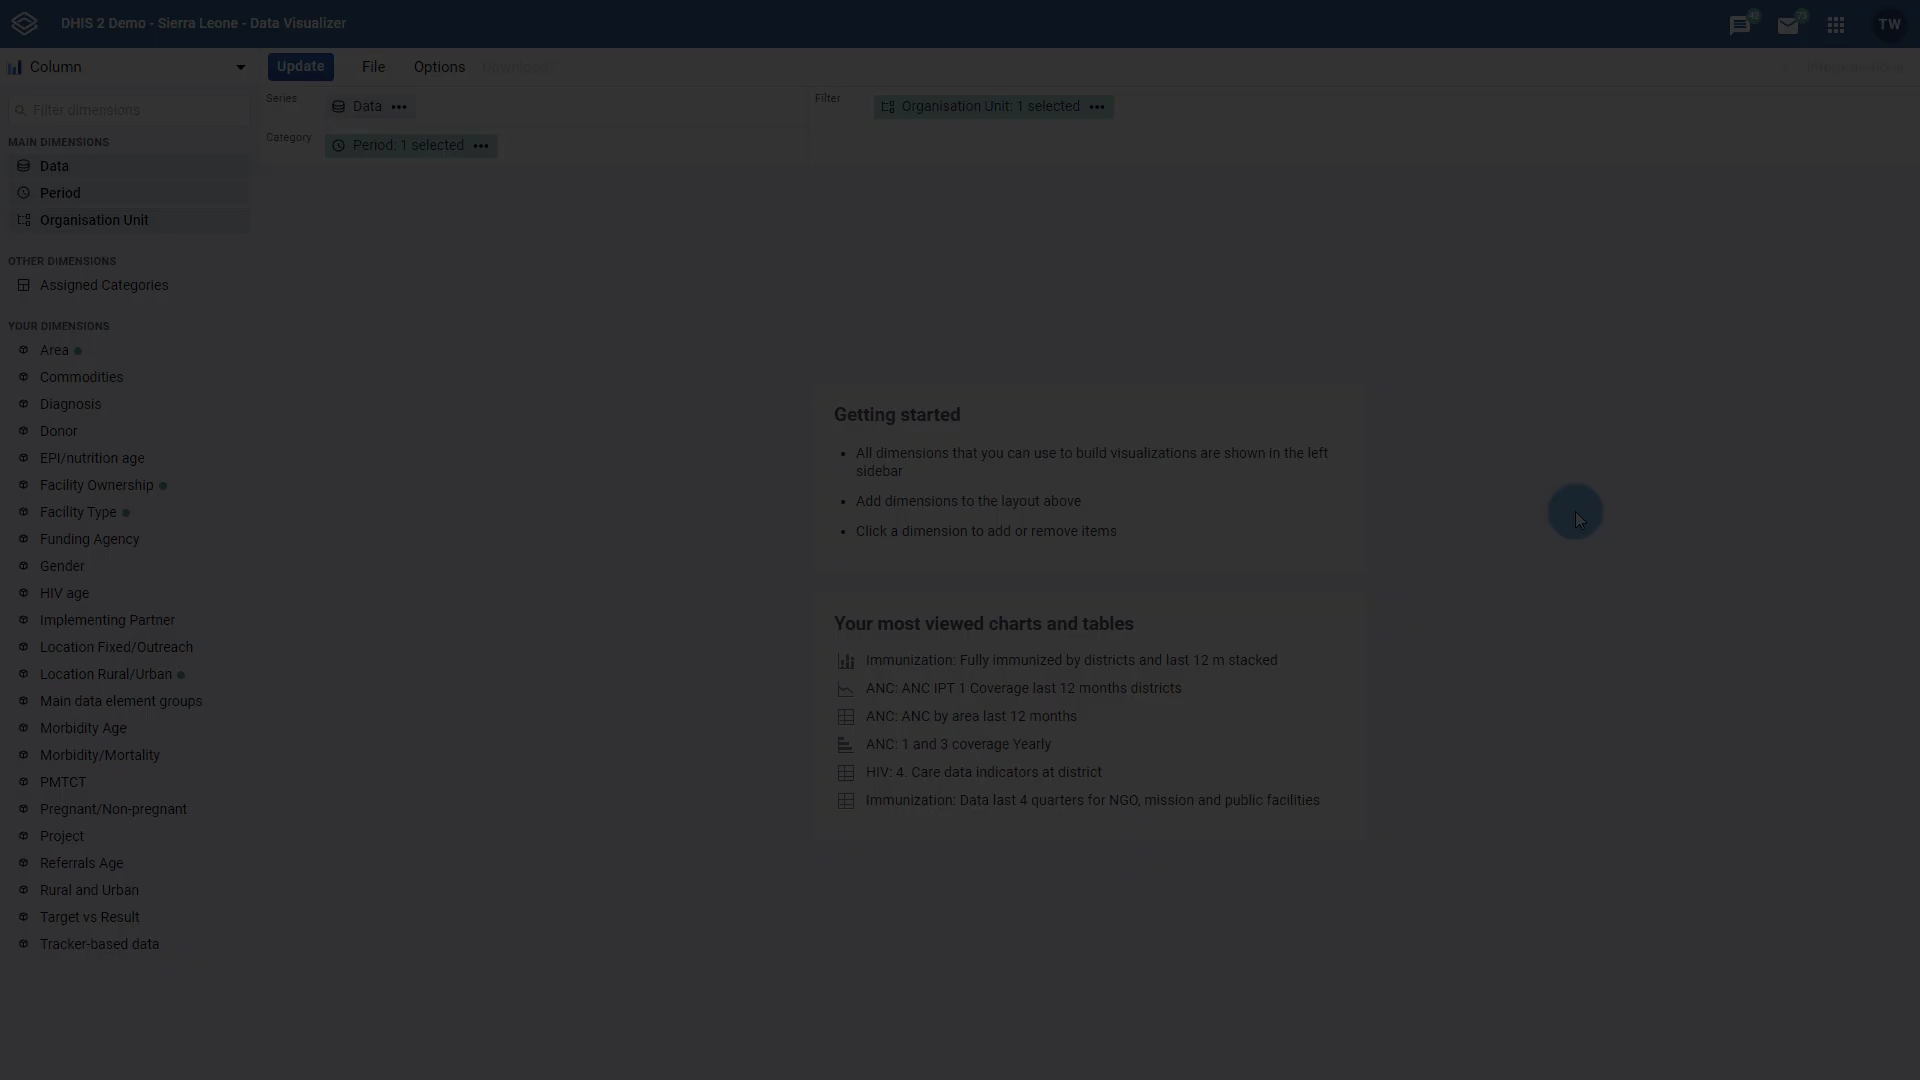 DHIS 2 Demo - Sierra Leone - Data Visualizer
42
73
TW
Column
Update
File
Options
Download
Interpretations
Filter dimensions
Series
Data
Filter
Organisation Unit: 1 selected
Category
Period: 1 selected
MAIN DIMENSIONS
Data
Period
Organisation Unit
OTHER DIMENSIONS
Assigned Categories
YOUR DIMENSIONS
Area
Commodities
Diagnosis
Donor
EPI/nutrition age
Facility Ownership
Facility Type
Funding Agency
Gender
HIV age
Implementing Partner
Location Fixed/Outreach
Location Rural/Urban
Main data element groups
Morbidity Age
Morbidity/Mortality
PMTCT
Pregnant/Non-pregnant
Project
Referrals Age
Rural and Urban
Target vs Result
Tracker-based data
Getting started
All dimensions that you can use to build visualizations are shown in the left
sidebar
Add dimensions to the layout above
Click a dimension to add or remove items
Your most viewed charts and tables
Immunization: Fully immunized by districts and last 12 m stacked
ANC: ANC IPT 1 Coverage last 12 months districts
ANC: ANC by area last 12 months
ANC: 1 and 3 coverage Yearly
HIV: 4. Care data indicators at district
Immunization: Data last 4 quarters for NGO, mission and public facilities